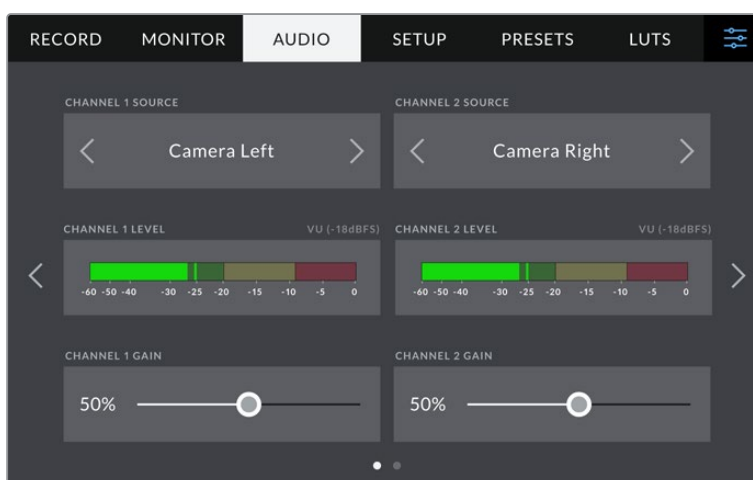 RECORD MONITOR AUDIO SETUP PRESETS LUTS
CHANNEL 1 SOURCE CHANNEL 2 SOURCE
Camera Left Camera Right
CHANNEL 1 LEVEL VU (-18dBFS) CHANNEL 2 LEVEL VU (-18dBFS)
-60 -50 -40 -30 -25 -20 -15 -10 -5 0 -60 -50 -40 -30 -25 -20 -15 -10 -5 0
CHANNEL 1 GAIN CHANNEL 2 GAIN
50% 50%